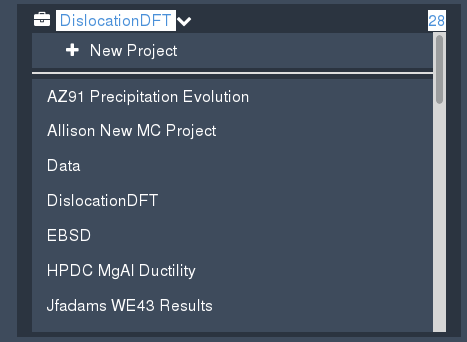 DislocationDFT 28
New Project
AZ91 Precipitation Evolution
Allison New MC Project
Data
DislocationDFT
EBSD
HPDC MgAl Ductility
Jfadams WE43 Results